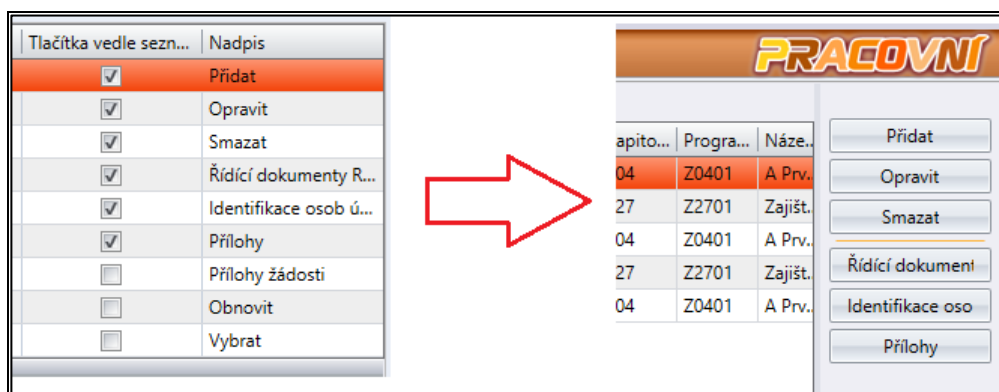 Tlačítka vedle sezn... Nadpis
Přidat
Opravit
Smazat
Řídící dokumenty R...
Identifikace osob ú...
Přílohy
Přílohy žádosti
Obnovit
Vybrat
PRACOVNÍ
apito... Progra... Náze..
04 Z0401 A Prv..
27 Z2701 Zajišt..
04 Z0401 A Prv..
27 Z2701 Zajišt..
04 Z0401 A Prv..
Přidat
Opravit
Smazat
Řídící dokument
Identifikace oso
Přílohy